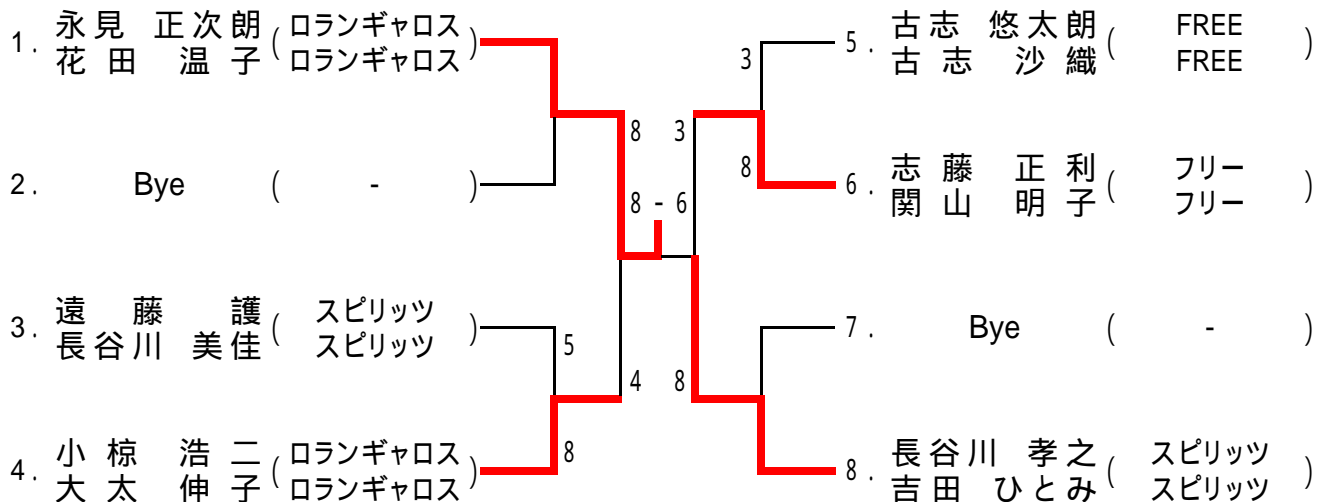 1. 永見 正次朗 (ロランギャロス)
花田 温子 (ロランギャロス)
2. Bye ( - )
3. 遠藤 護 (スピリッツ)
長谷川 美佳 (スピリッツ)
4. 小椋 浩二 (ロランギャロス)
大太 伸子 (ロランギャロス)
8
5
8
4
8 - 6
3
8
3
8
5. 古志 悠太朗 (FREE)
古志 沙織 (FREE)
6. 志藤 正利 (フリー)
関山 明子 (フリー)
7. Bye ( - )
8. 長谷川 孝之 (スピリッツ)
吉田 ひとみ (スピリッツ)